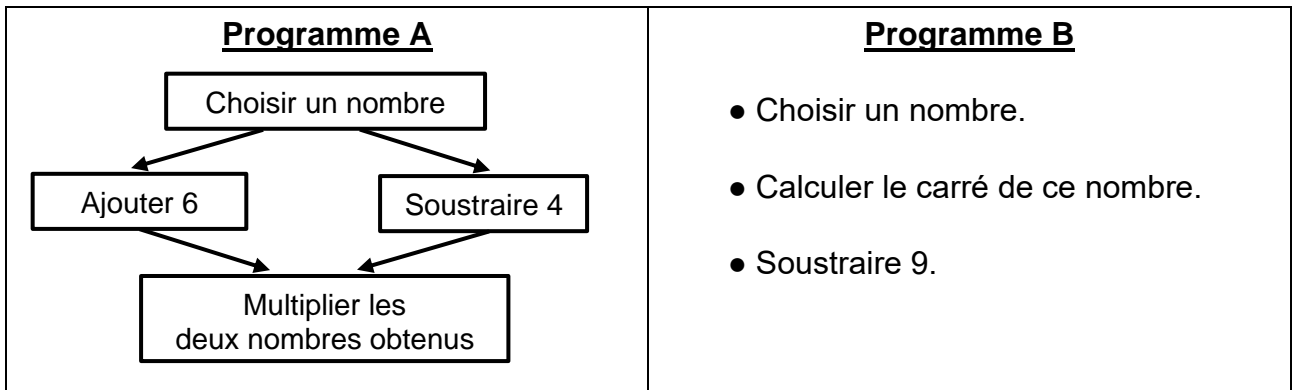 Programme A
Choisir un nombre
Ajouter 6
Soustraire 4
Multiplier les
deux nombres obtenus
Programme B
● Choisir un nombre.
● Calculer le carré de ce nombre.
● Soustraire 9.